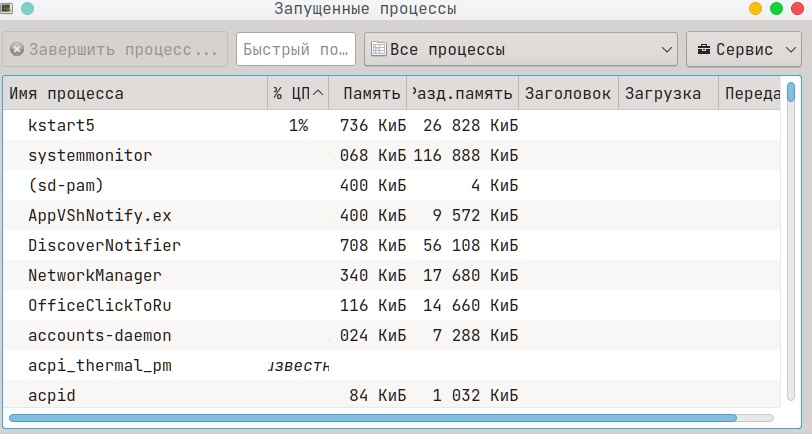 Запущенные процессы
Завершить процесс... Быстрый по... Все процессы Сервис
Имя процесса % ЦП Память Разд.память Заголовок Загрузка Переда
kstart5 1% 736 КиБ 26 828 КиБ
systemmonitor 068 КиБ 116 888 КиБ
(sd-pam) 400 КиБ 4 КиБ
AppVShNotify.ex 400 КиБ 9 572 КиБ
DiscoverNotifier 708 КиБ 56 108 КиБ
NetworkManager 340 КиБ 17 680 КиБ
OfficeClickToRu 116 КиБ 14 660 КиБ
accounts-daemon 024 КиБ 7 288 КиБ
acpi_thermal_pm известн
acpid 84 КиБ 1 032 КиБ